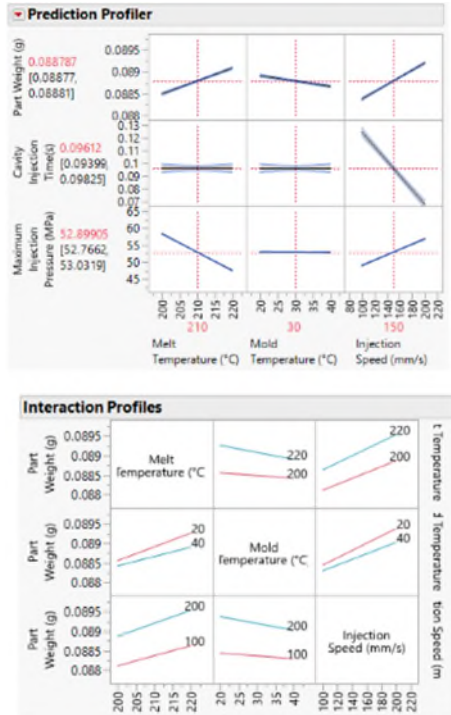 Prediction Profiler
Part Weight (g)
0.088787
[0.08877,
0.08881]
0.0895
0.089
0.0885
0.088
Cavity
Injection
Time(s)
0.09612
[0.09399,
0.09825]
0.13
0.12
0.11
0.1
0.09
0.08
0.07
Maximum
Injection
Pressure (MPa)
52.89905
[52.7662,
53.0319]
65
60
55
50
45
200 205 210 215 220
20 25 30 35 40
80 100 120 140 160 180 200 220
210 30 150
Melt Mold Injection
Temperature (°C) Temperature (°C) Speed (mm/s)
Interaction Profiles
Part
Weight (g)
0.0895
0.089
0.0885
0.088
Melt
Temperature (°C
220
200
220
200
t Temperature
Part
Weight (g)
0.0895
0.089
0.0885
0.088
20
40
Mold
Temperature (°C
20
40
d Temperature
Part
Weight (g)
0.0895
0.089
0.0885
0.088
200
100
200
100
Injection
Speed (mm/s)
tion Speed (m
200 205 210 215 220
20 25 30 35 40
100 120 140 160 180 200 220